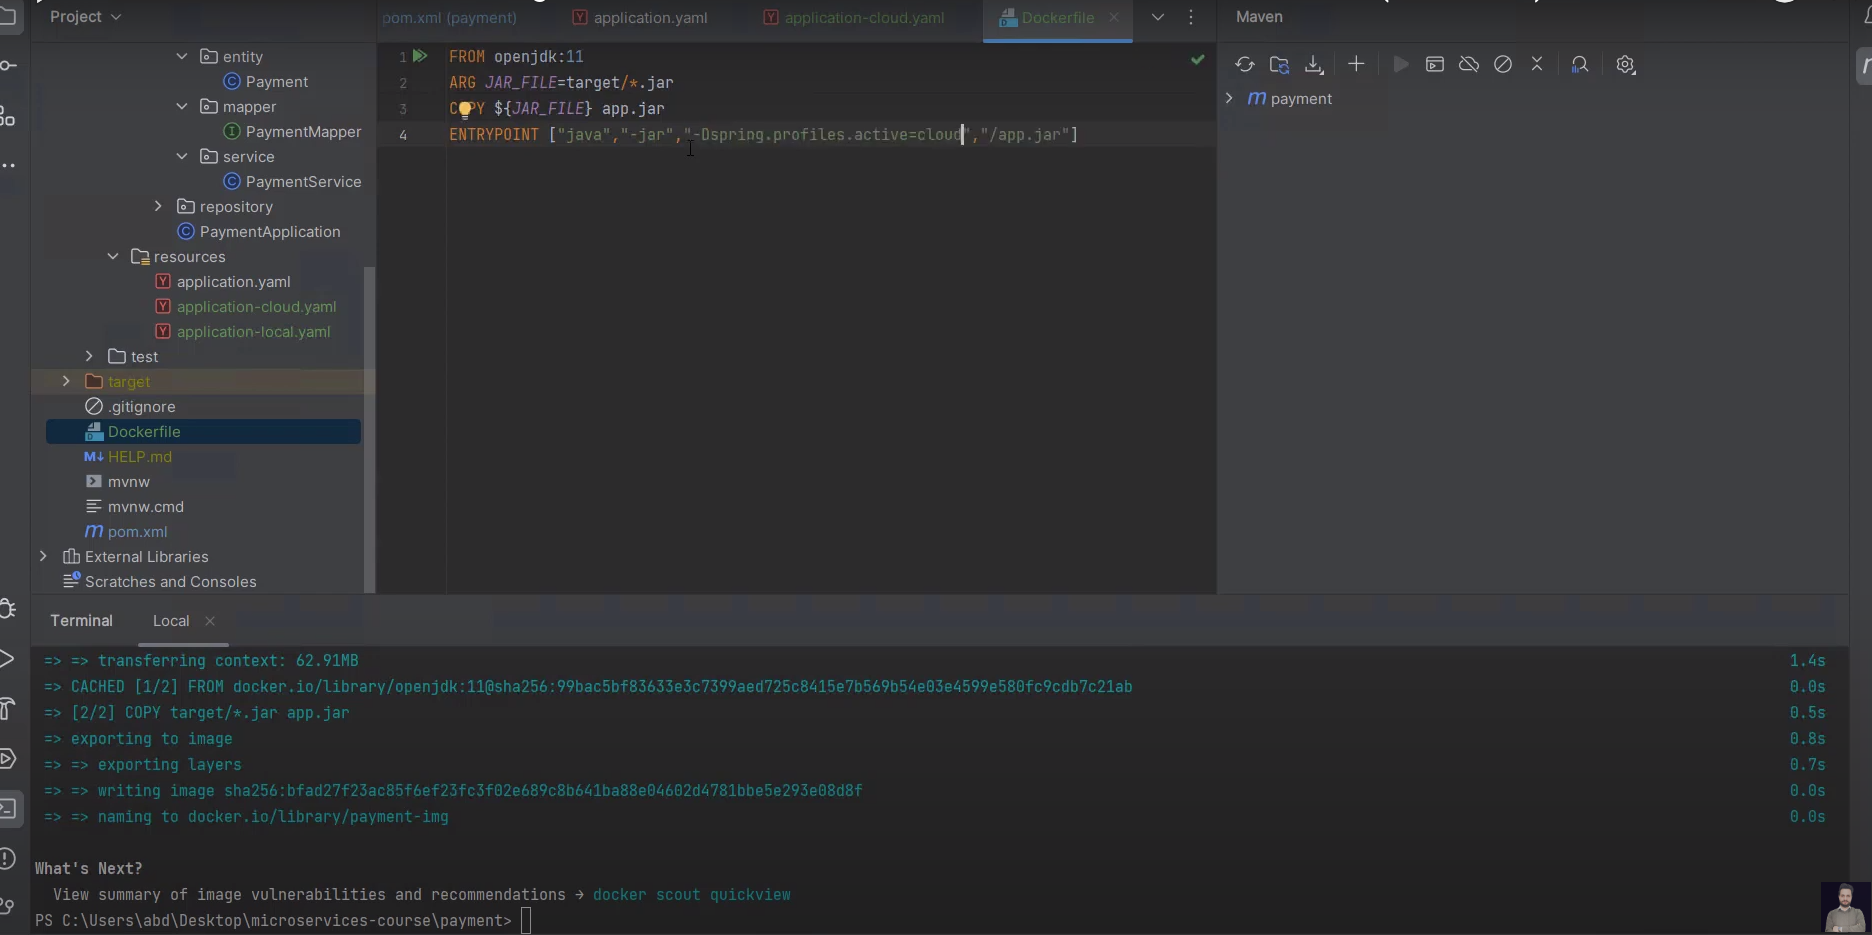 Project
pom.xml (payment)
application.yaml
application-cloud.yaml
Dockerfile
Maven
entity
Payment
mapper
PaymentMapper
service
PaymentService
repository
PaymentApplication
resources
application.yaml
application-cloud.yaml
application-local.yaml
test
target
.gitignore
Dockerfile
HELP.md
mvnw
mvnw.cmd
pom.xml
External Libraries
Scratches and Consoles
1 FROM openjdk:11
2 ARG JAR_FILE=target/*.jar
3 COPY ${JAR_FILE} app.jar
4 ENTRYPOINT ["java","-jar","-Dspring.profiles.active=cloud","/app.jar"]
payment
Terminal
Local
=> => transferring context: 62.91MB 1.4s
=> CACHED [1/2] FROM docker.io/library/openjdk:11@sha256:99bac5bf83633e3c7399aed725c8415e7b569b54e03e4599e580fc9cdb7c21ab 0.0s
=> [2/2] COPY target/*.jar app.jar 0.5s
=> exporting to image 0.8s
=> => exporting layers 0.7s
=> => writing image sha256:bfad27f23ac85f6ef23fc3f02e689c8b641ba88e04602d4781bbe5e293e08d8f 0.0s
=> => naming to docker.io/library/payment-img 0.0s
What's Next?
View summary of image vulnerabilities and recommendations → docker scout quickview
PS C:\Users\abd\Desktop\microservices-course\payment>